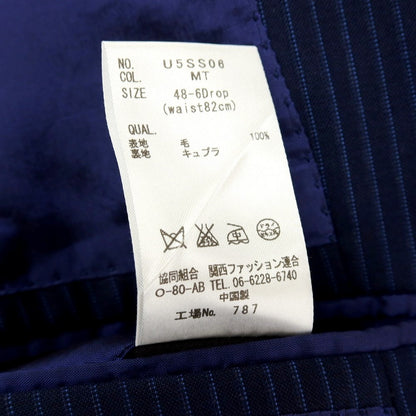 NO. U5SS06
COL. MT
SIZE 48-6Drop
(waist82cm)
QUAL.
表地 毛 100%
裏地 キュプラ
協同組合 関西ファッション連合
O-80-AB TEL.06-6228-6740
中国製
工場No. 787